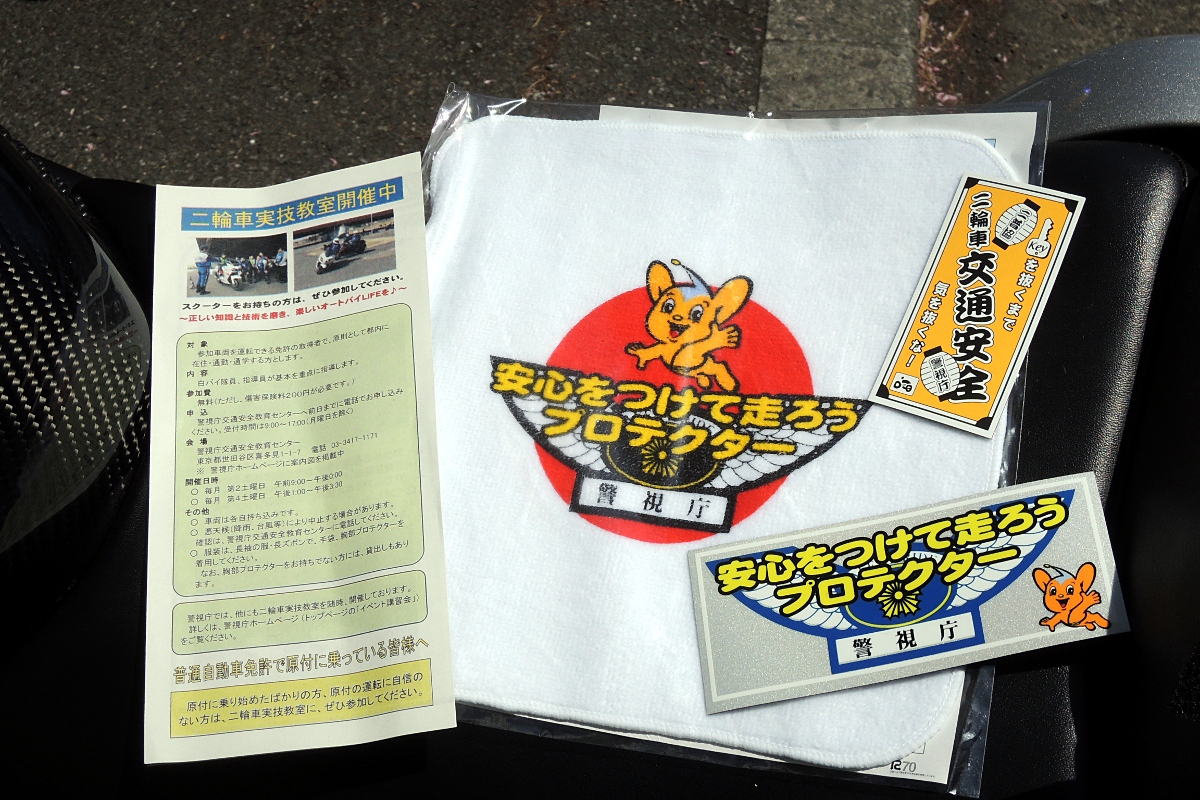 二輪車実技教室開催中
スクーターをお持ちの方は、ぜひ参加してください。
～正しい知識と技術を磨き、楽しいオートバイLIFEを♪～
対　象
参加車両を運転できる免許の取得者で、原則として都内に
在住・通勤・通学する方とします。
内　容
白バイ隊員、指導員が基本を重点に指導します。
参加費
無料(ただし、傷害保険料200円が必要です。)
申　込
警視庁交通安全教育センターへ前日までに電話でお申し込み
ください。受付時間は9:00～17:00(月曜日を除く)
会　場
警視庁交通安全教育センター
東京都世田谷区喜多見1-1-7　電話　03-3417-1171
※　警視庁ホームページに案内図を掲載中
開催日時
○　毎月　第2土曜日　午前9:00～午後0:00
○　毎月　第4土曜日　午後1:00～午後3:30
その他
○　車両は各自持ち込みです。
○　悪天候(降雨、台風等)により中止する場合があります。
確認は、警視庁交通安全教育センターに電話してください。
○　服装は、長袖の服・長ズボンで、手袋、胸部プロテクターを
着用してください。
なお、胸部プロテクターをお持ちでない方には、貸出しもあり
ます。
警視庁では、他にも二輪車実技教室を随時、開催しております。
詳しくは、警視庁ホームページ(トップページの「イベント講習会」)
をご覧ください。
普通自動車免許で原付に乗っている皆様へ
原付に乗り始めたばかりの方、原付の運転に自信の
ない方は、二輪車実技教室に、ぜひ参加してください。
安心をつけて走ろう
プロテクター
警視庁
二輪車
交通安全
Key
を抜くまで
気を抜くな!
警視庁
安心をつけて走ろう
プロテクター
警視庁